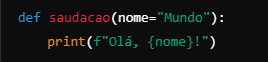 def saudacao(nome="Mundo"):
    print(f"Olá, {nome}!")